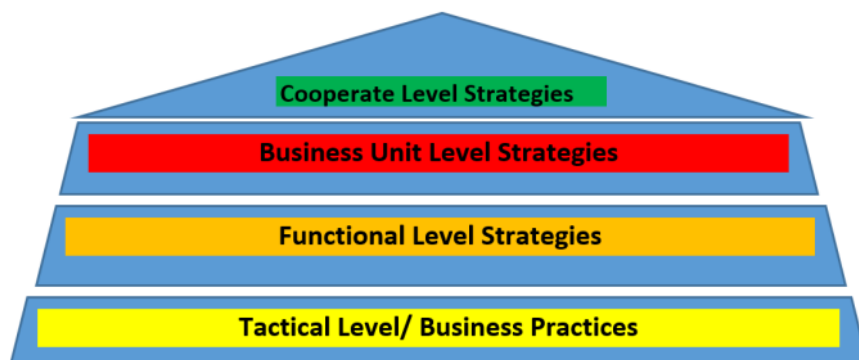 Cooperate Level Strategies
Business Unit Level Strategies
Functional Level Strategies
Tactical Level/ Business Practices